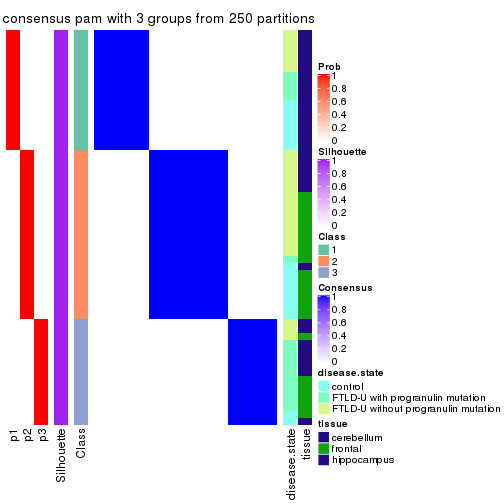 consensus pam with 3 groups from 250 partitions
Prob
1
0.8
0.6
0.4
0.2
0
Silhouette
1
0.8
0.6
0.4
0.2
0
Class
1
2
3
Consensus
1
0.8
0.6
0.4
0.2
0
disease.state
control
FTLD-U with progranulin mutation
FTLD-U without progranulin mutation
tissue
cerebellum
frontal
hippocampus
p1
p2
p3
Silhouette
Class
disease.state
tissue